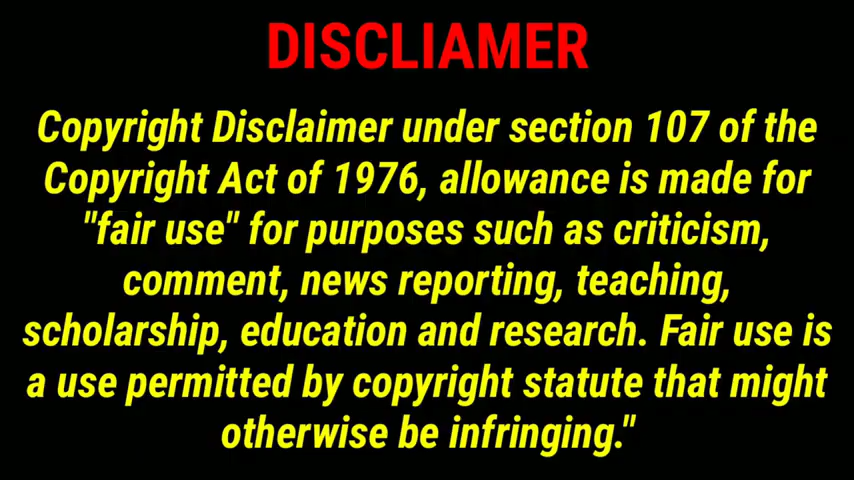 DISCLIAMER
Copyright Disclaimer under section 107 of the
Copyright Act of 1976, allowance is made for
"fair use" for purposes such as criticism,
comment, news reporting, teaching,
scholarship, education and research. Fair use is
a use permitted by copyright statute that might
otherwise be infringing."